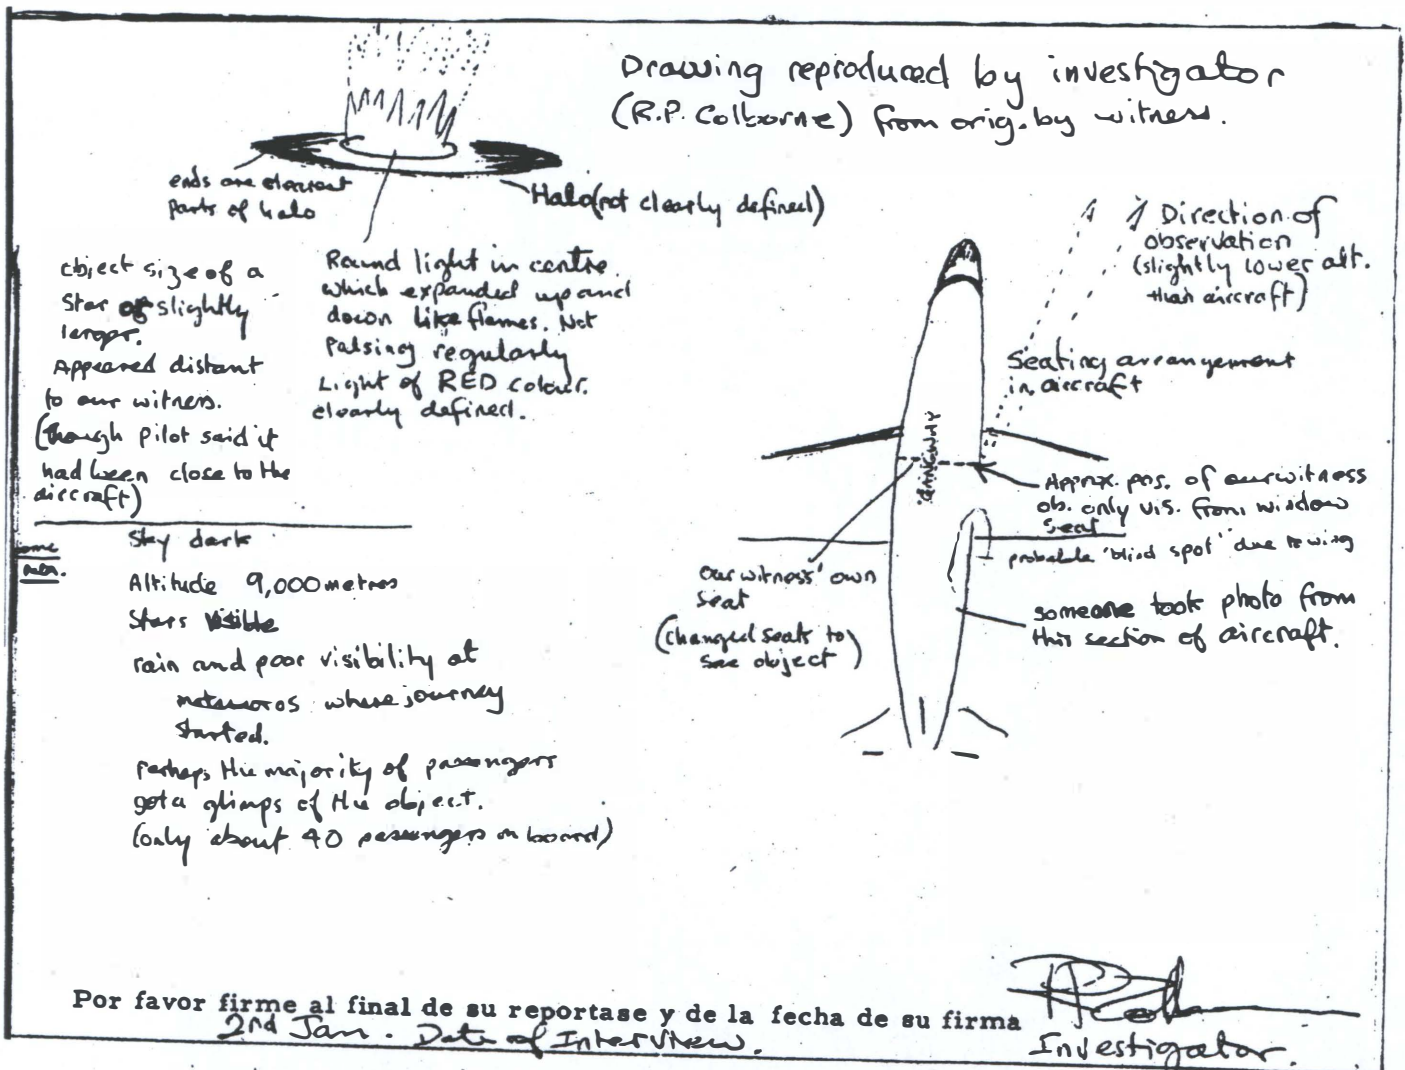 Drawing reproduced by investigator
(R.P. Colborne) from orig. by witness.
ends are clearest
parts of halo
Halo (not clearly defined)
object size of a
star or slightly
larger.
Appeared distant
to our witness.
(though pilot said it
had been close to the
aircraft)
Round light in centre
which expanded up and
down like flames. Not
Pulsing regularly
Light of RED colour.
clearly defined.
Direction of
observation
(slightly lower alt.
than aircraft)
Seating arrangement
in aircraft
GANGWAY
Approx. pos. of our witness
ob. only vis. from window
seat
probable 'blind spot' due to wing
our witness' own
seat
(changed seats to
see object)
someone took photo from
this section of aircraft.
Sky dark
Altitude 9,000 metres
Stars visible
rain and poor visibility at
matamoros where journey
started.
perhaps the majority of passengers
got a glimps of the object.
(only about 40 passengers on board)
Por favor firme al final de su reportase y de la fecha de su firma
2nd Jan. Date of Interview.
Investigator.